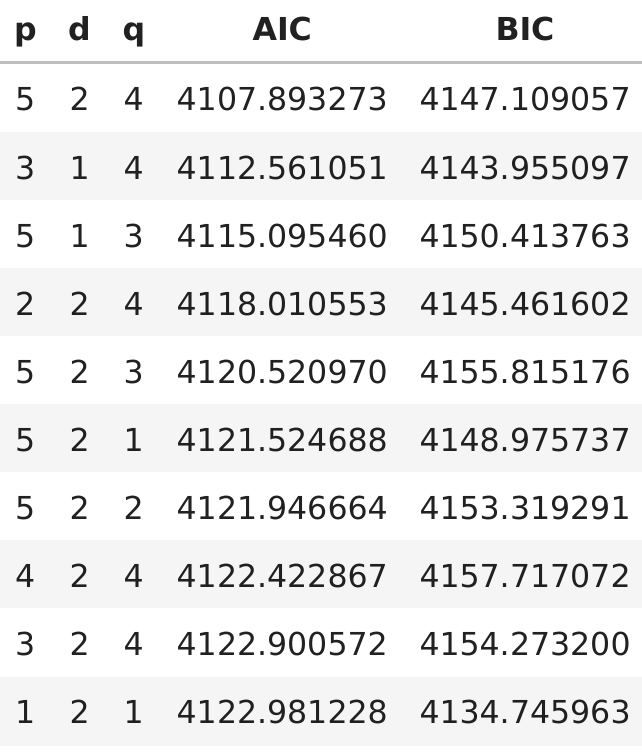 p d q AIC BIC
5 2 4 4107.893273 4147.109057
3 1 4 4112.561051 4143.955097
5 1 3 4115.095460 4150.413763
2 2 4 4118.010553 4145.461602
5 2 3 4120.520970 4155.815176
5 2 1 4121.524688 4148.975737
5 2 2 4121.946664 4153.319291
4 2 4 4122.422867 4157.717072
3 2 4 4122.900572 4154.273200
1 2 1 4122.981228 4134.745963